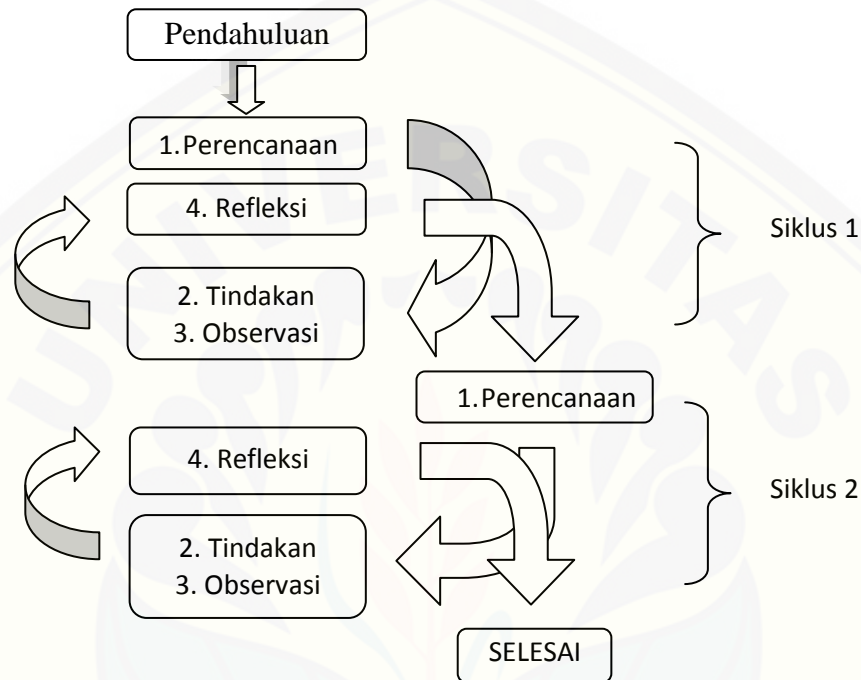 Pendahuluan
1.Perencanaan
4. Refleksi
2. Tindakan
3. Observasi
Siklus 1
1.Perencanaan
4. Refleksi
2. Tindakan
3. Observasi
Siklus 2
SELESAI
UNIVERSITAS